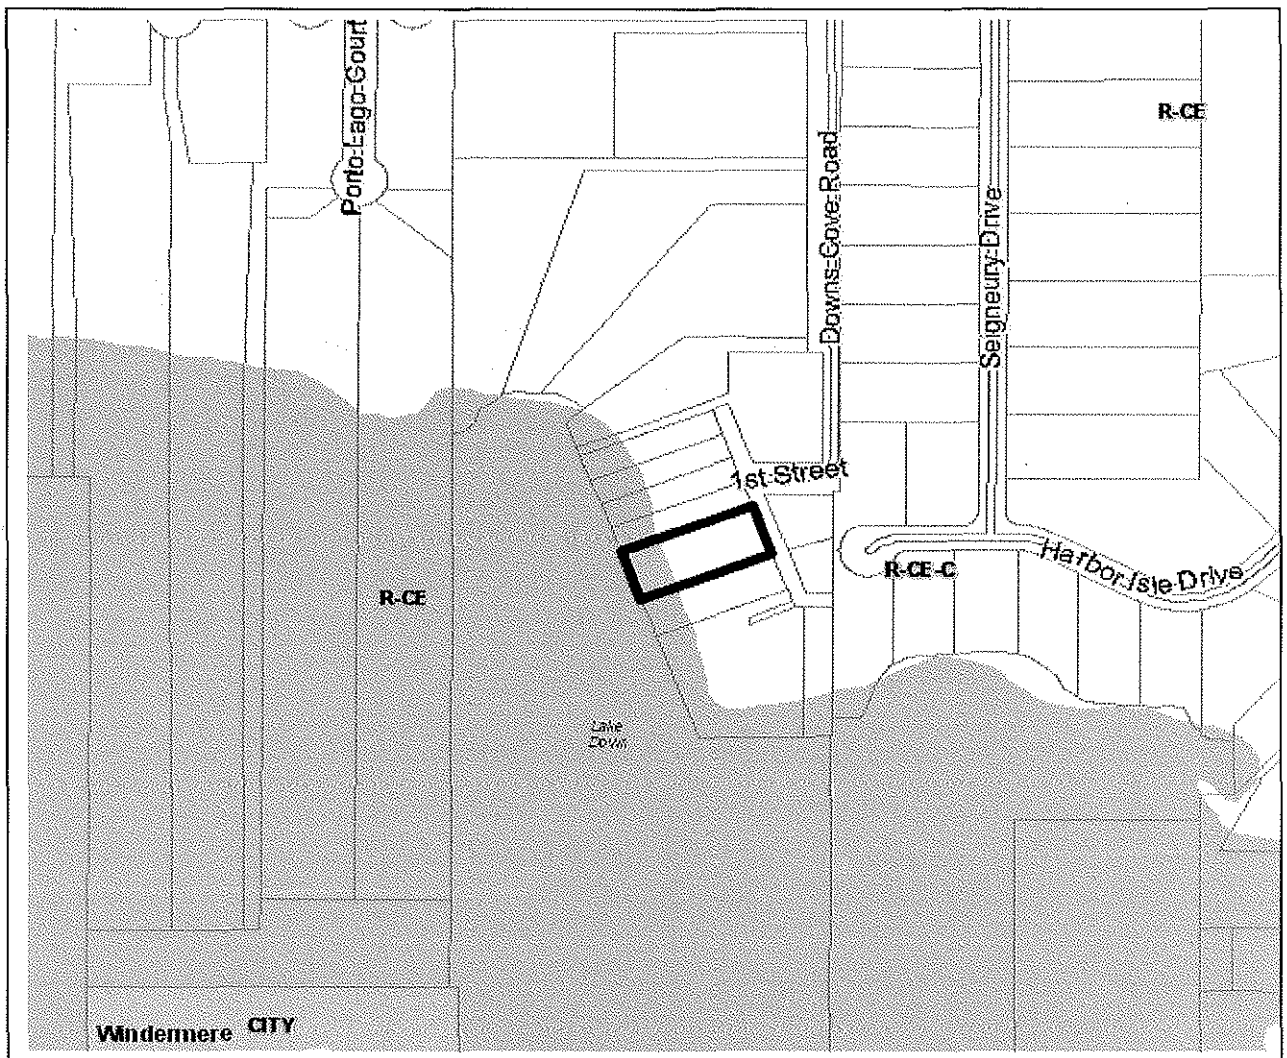 Porto Lago Court
R-CE
Downs Cove Road
Seigneury Drive
1st Street
Harbor Isle Drive
R-CE-C
R-CE
Lake
Down
Windermere CITY